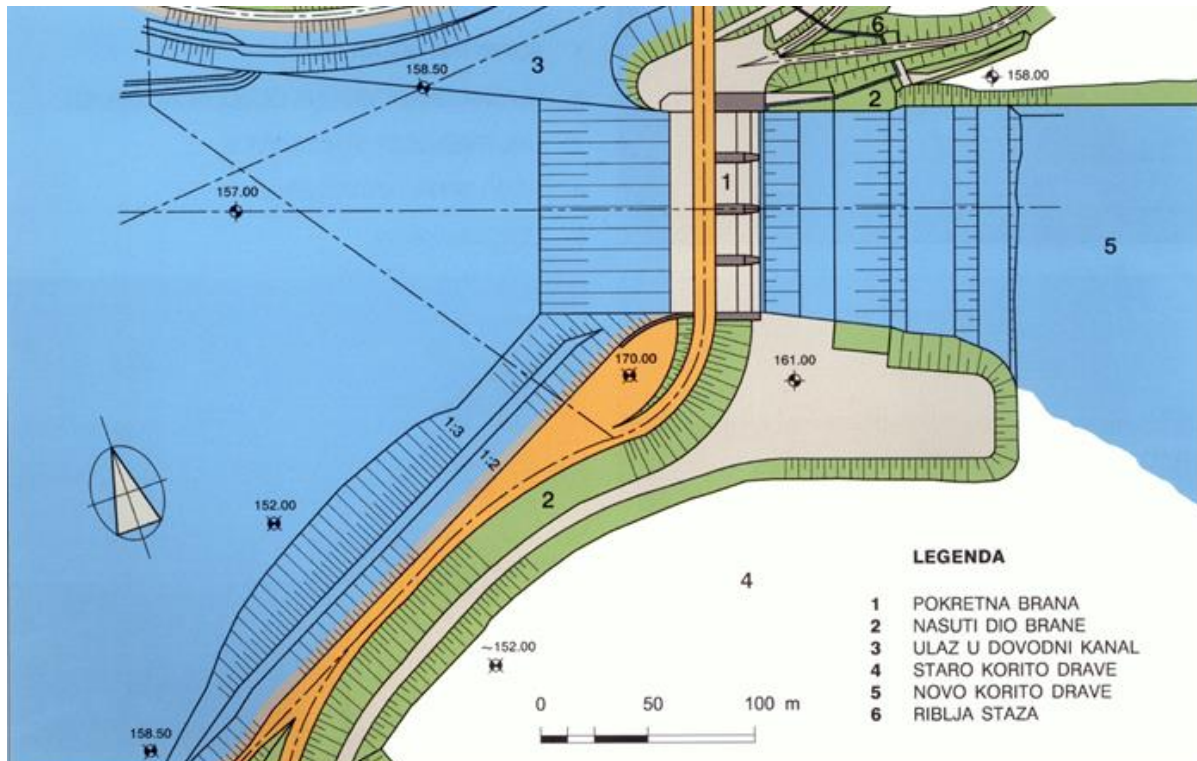 6
158.50
3
158.00
2
157.00
1
5
170.00
161.00
1:3
1:2
2
152.00
LEGENDA
4
1 POKRETNA BRANA
2 NASUTI DIO BRANE
3 ULAZ U DOVODNI KANAL
4 STARO KORITO DRAVE
5 NOVO KORITO DRAVE
6 RIBLJA STAZA
~152.00
0 50 100 m
158.50